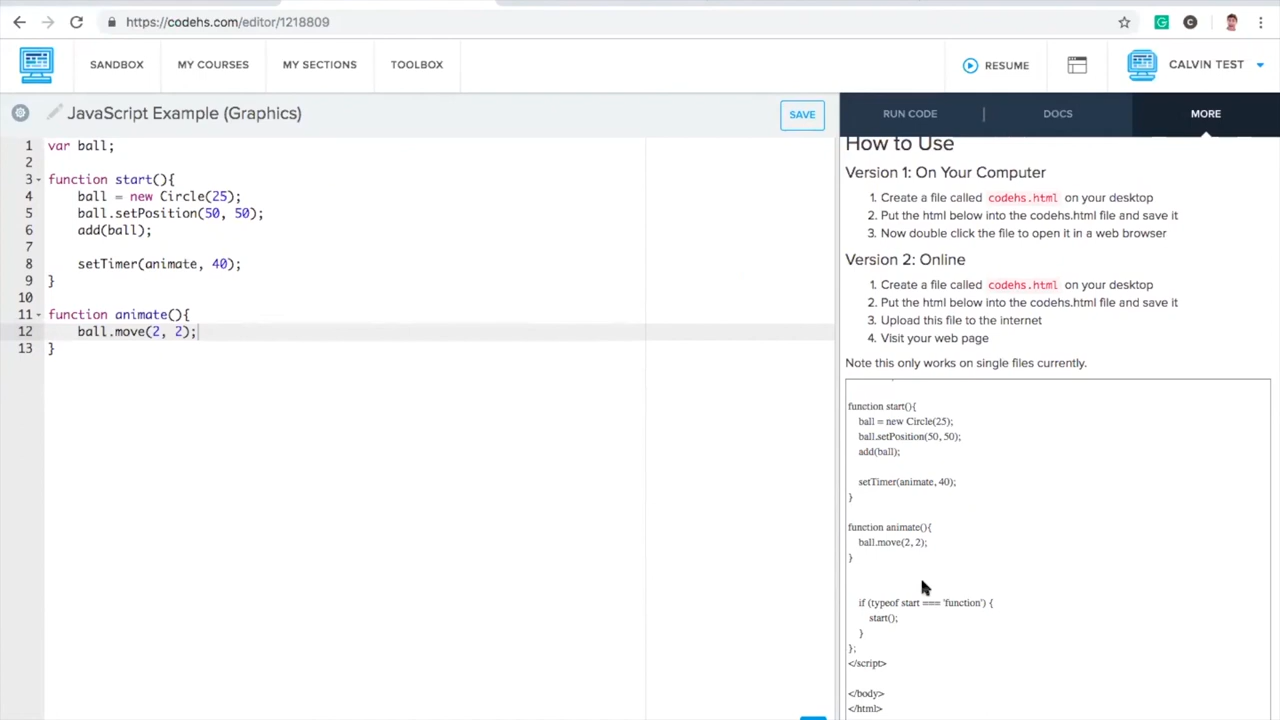 https://codehs.com/editor/1218809
SANDBOX MY COURSES MY SECTIONS TOOLBOX RESUME CALVIN TEST
JavaScript Example (Graphics)
SAVE
1 var ball;
2
3 function start(){
4 ball = new Circle(25);
5 ball.setPosition(50, 50);
6 add(ball);
7
8 setTimer(animate, 40);
9 }
10
11 function animate(){
12 ball.move(2, 2);
13 }
RUN CODE | DOCS MORE
How to Use
Version 1: On Your Computer
1. Create a file called codehs.html on your desktop
2. Put the html below into the codehs.html file and save it
3. Now double click the file to open it in a web browser
Version 2: Online
1. Create a file called codehs.html on your desktop
2. Put the html below into the codehs.html file and save it
3. Upload this file to the internet
4. Visit your web page
Note this only works on single files currently.
function start(){
ball = new Circle(25);
ball.setPosition(50, 50);
add(ball);
setTimer(animate, 40);
}
function animate(){
ball.move(2, 2);
}
if (typeof start === 'function') {
start();
}
};
</script>
</body>
</html>